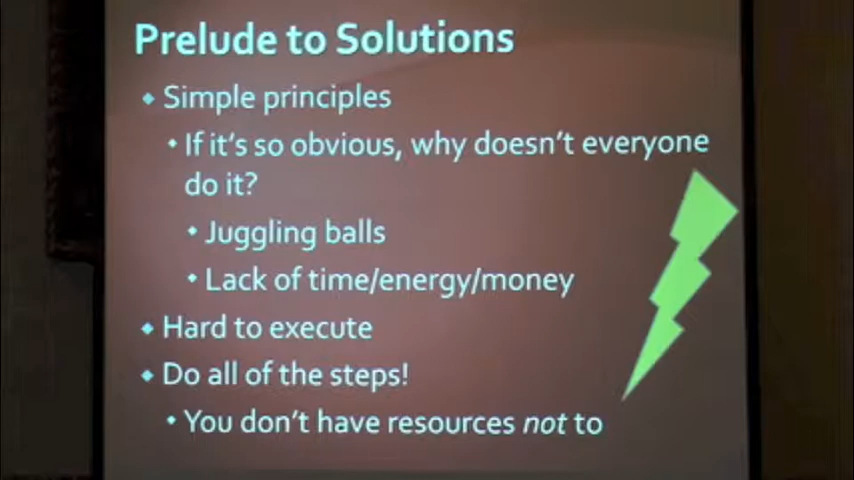 Prelude to Solutions
Simple principles
If it's so obvious, why doesn't everyone
do it?
Juggling balls
Lack of time/energy/money
Hard to execute
Do all of the steps!
You don't have resources not to